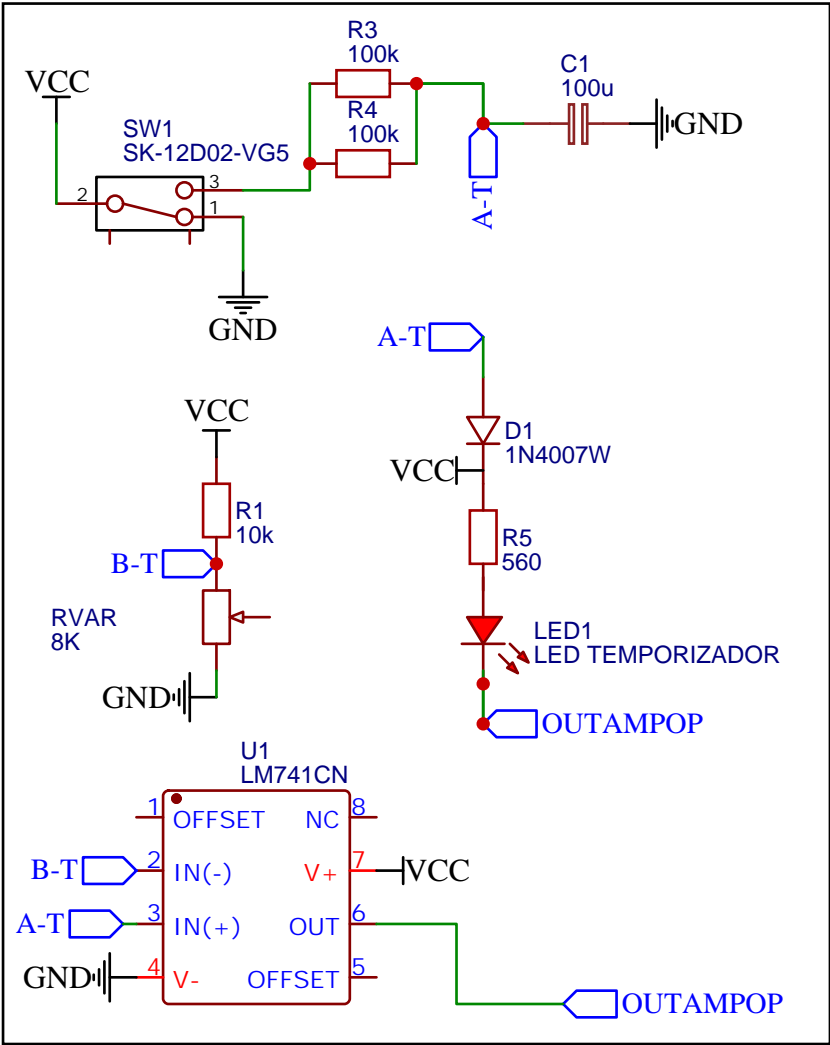 R3
100k
VCC
C1
100u
R4
100k
SW1
SK-12D02-VG5
GND
3
2
1
A-T
GND
A-T
VCC
D1
1N4007W
VCC
R1
10k
R5
560
B-T
RVAR
8K
LED1
LED TEMPORIZADOR
GND
OUTAMPOP
U1
LM741CN
1 OFFSET NC 8
B-T 2 IN(-) V+ 7 VCC
A-T 3 IN(+) OUT 6
GND 4 V- OFFSET 5
OUTAMPOP